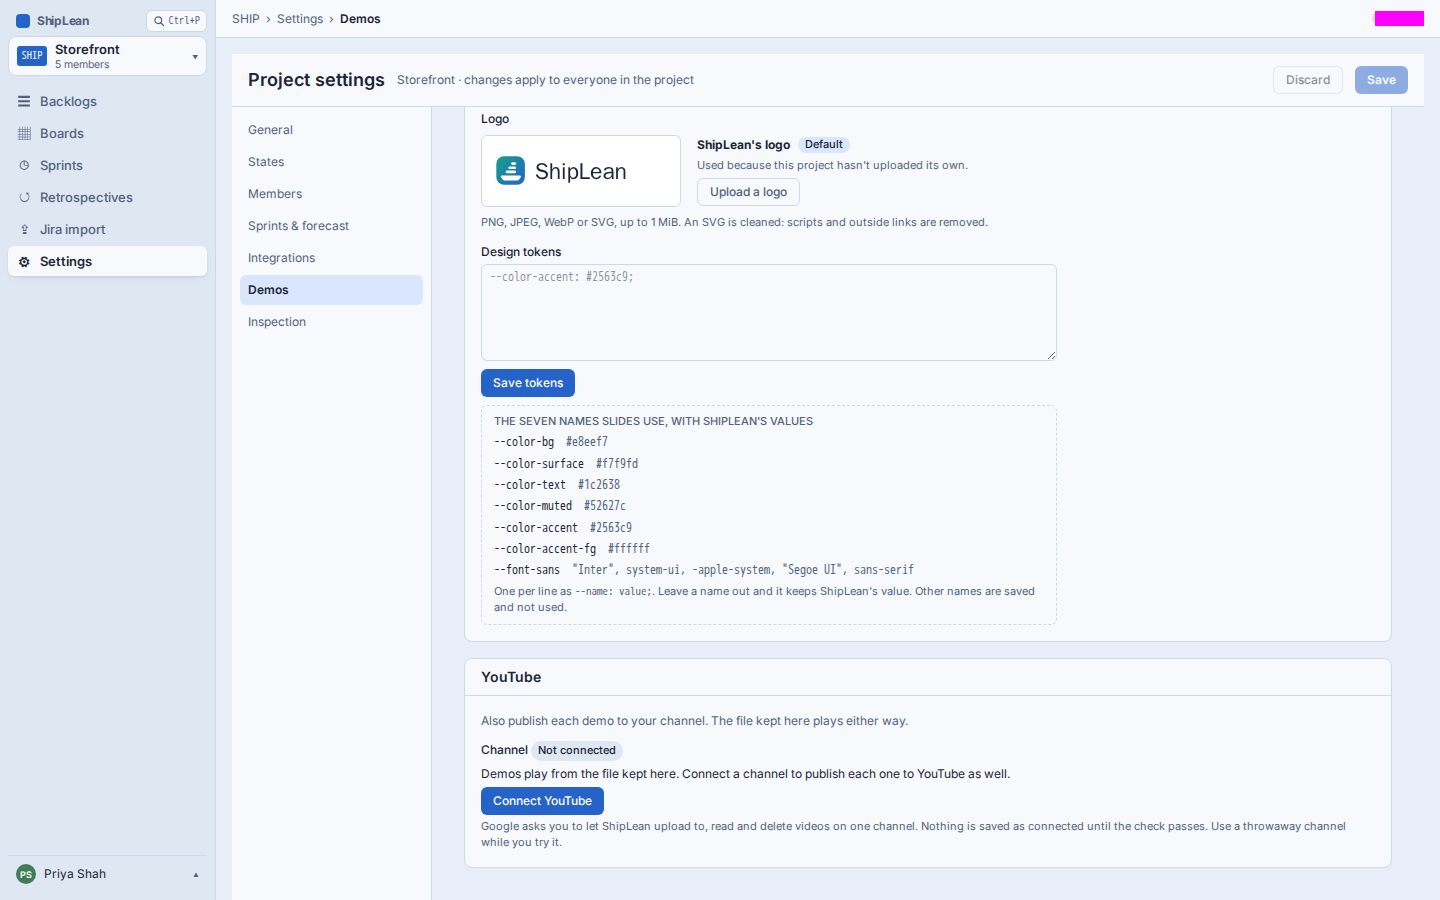 ShipLean
Ctrl+P
SHIP
Storefront
5 members
Backlogs
Boards
Sprints
Retrospectives
Jira import
Settings
PS
Priya Shah
SHIP › Settings › Demos
Project settings
Storefront · changes apply to everyone in the project
Discard
Save
General
States
Members
Sprints & forecast
Integrations
Demos
Inspection
Logo
ShipLean
ShipLean's logo
Default
Used because this project hasn't uploaded its own.
Upload a logo
PNG, JPEG, WebP or SVG, up to 1 MiB. An SVG is cleaned: scripts and outside links are removed.
Design tokens
--color-accent: #2563c9;
Save tokens
THE SEVEN NAMES SLIDES USE, WITH SHIPLEAN'S VALUES
--color-bg #e8eef7
--color-surface #f7f9fd
--color-text #1c2638
--color-muted #52627c
--color-accent #2563c9
--color-accent-fg #ffffff
--font-sans "Inter", system-ui, -apple-system, "Segoe UI", sans-serif
One per line as --name: value;. Leave a name out and it keeps ShipLean's value. Other names are saved
and not used.
YouTube
Also publish each demo to your channel. The file kept here plays either way.
Channel
Not connected
Demos play from the file kept here. Connect a channel to publish each one to YouTube as well.
Connect YouTube
Google asks you to let ShipLean upload to, read and delete videos on one channel. Nothing is saved as connected until the check passes. Use a throwaway channel
while you try it.